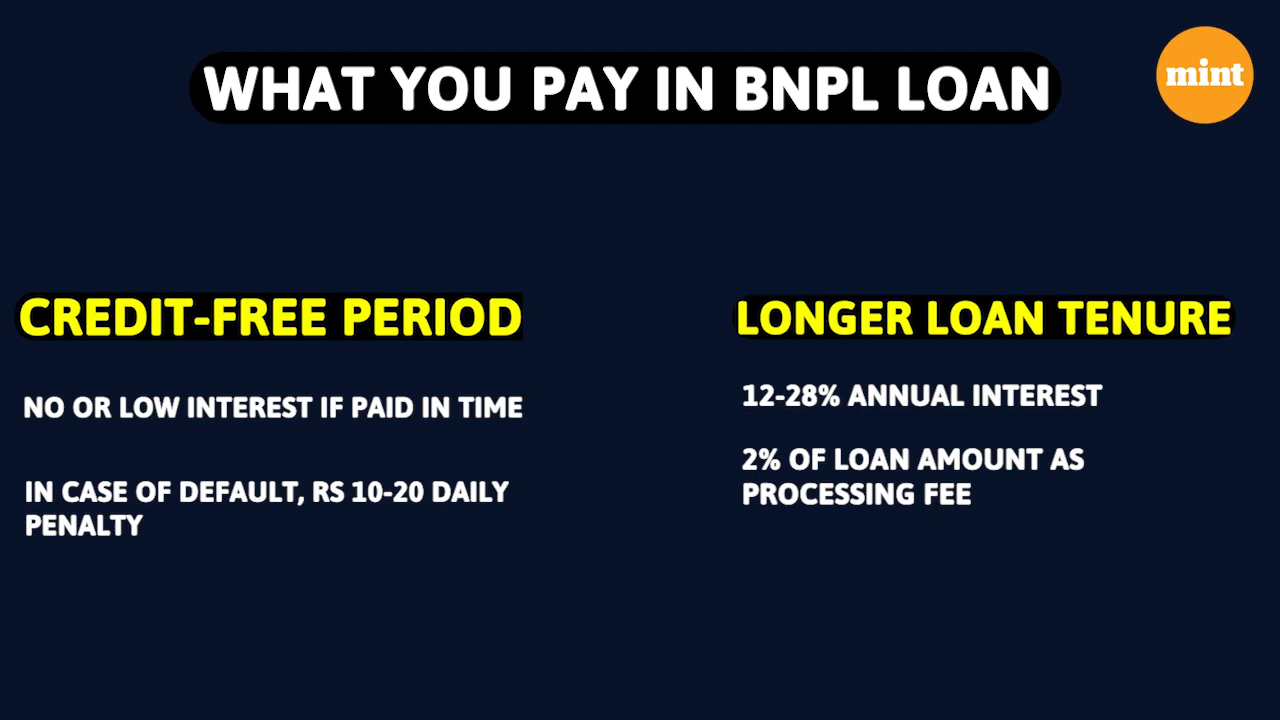 WHAT YOU PAY IN BNPL LOAN
mint
CREDIT-FREE PERIOD
NO OR LOW INTEREST IF PAID IN TIME
IN CASE OF DEFAULT, RS 10-20 DAILY
PENALTY
LONGER LOAN TENURE
12-28% ANNUAL INTEREST
2% OF LOAN AMOUNT AS
PROCESSING FEE